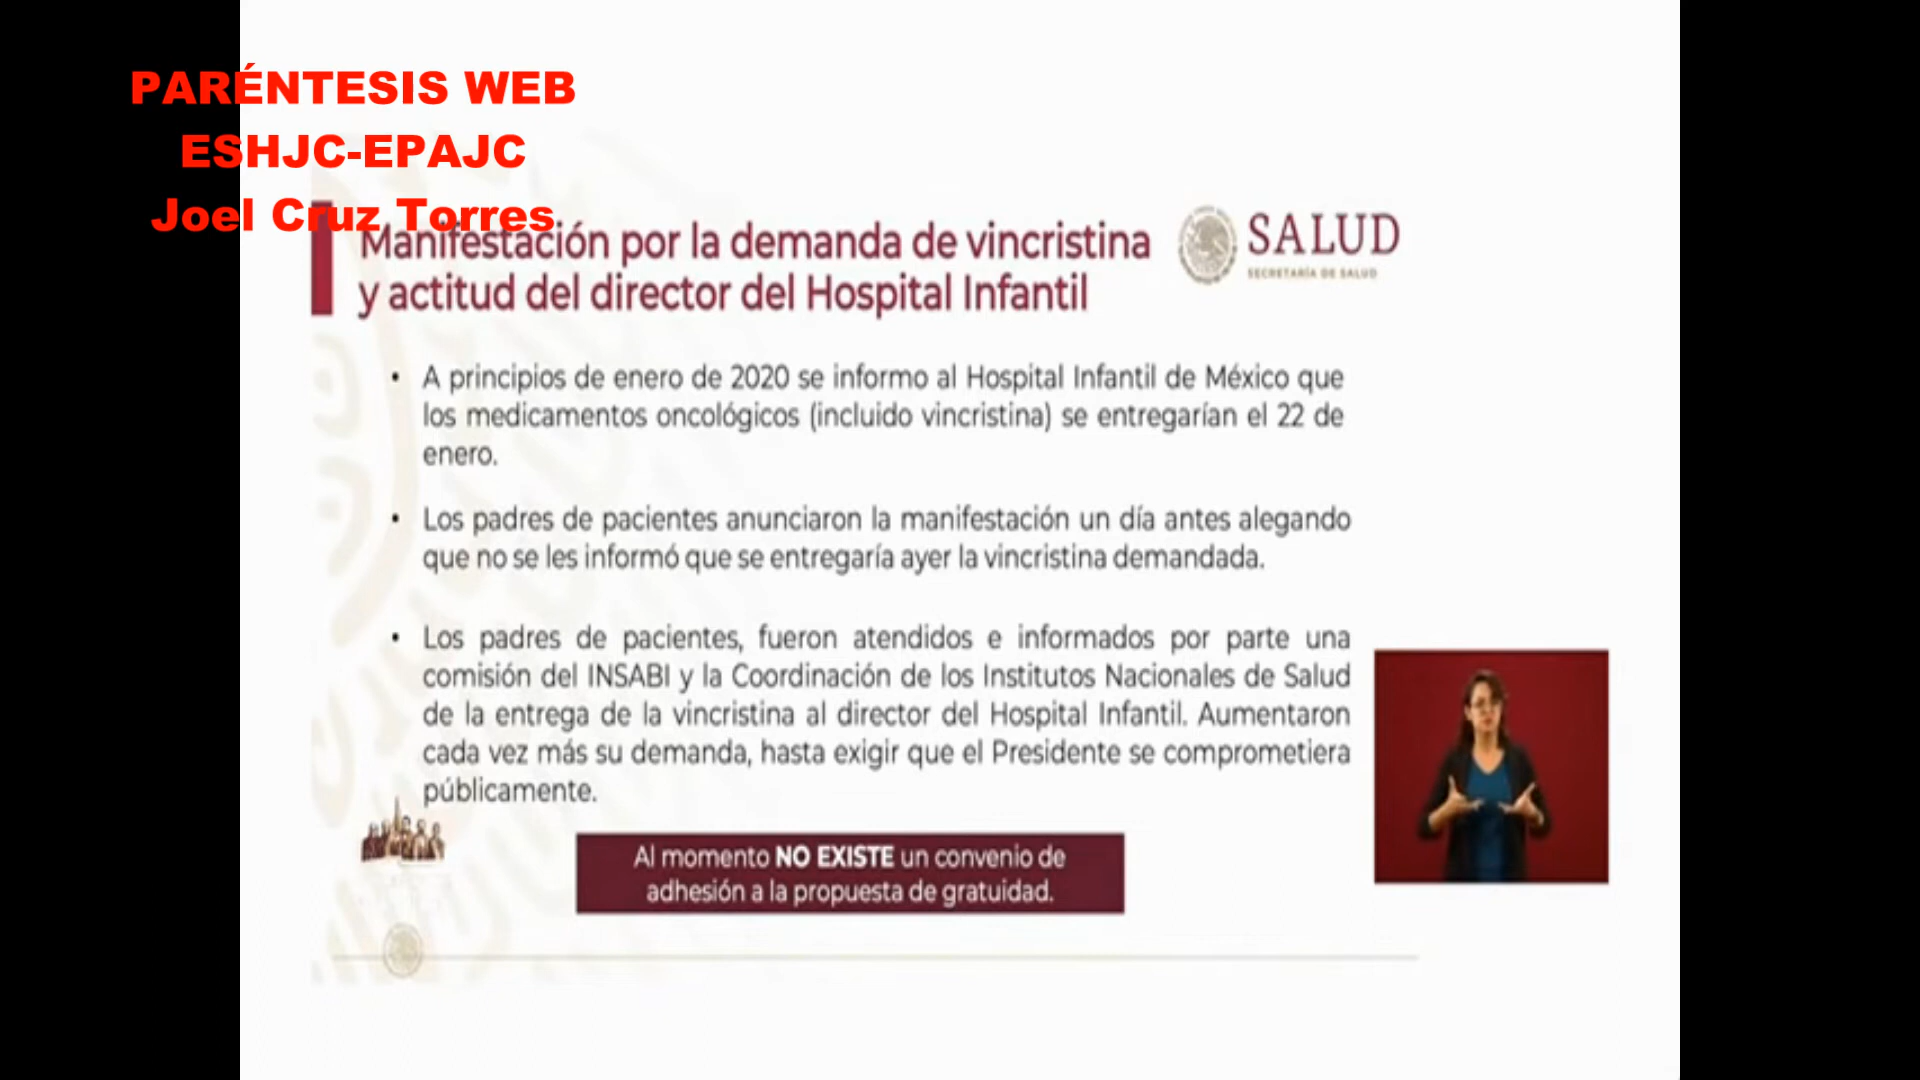 PARÉNTESIS WEB
ESHJC-EPAJC
Joel Cruz Torres
Manifestación por la demanda de vincristina
y actitud del director del Hospital Infantil
SALUD
SECRETARÍA DE SALUD
• A principios de enero de 2020 se informo al Hospital Infantil de México que
los medicamentos oncológicos (incluido vincristina) se entregarían el 22 de
enero.
• Los padres de pacientes anunciaron la manifestación un día antes alegando
que no se les informó que se entregaría ayer la vincristina demandada.
• Los padres de pacientes, fueron atendidos e informados por parte una
comisión del INSABI y la Coordinación de los Institutos Nacionales de Salud
de la entrega de la vincristina al director del Hospital Infantil. Aumentaron
cada vez más su demanda, hasta exigir que el Presidente se comprometiera
públicamente.
Al momento NO EXISTE un convenio de
adhesión a la propuesta de gratuidad.